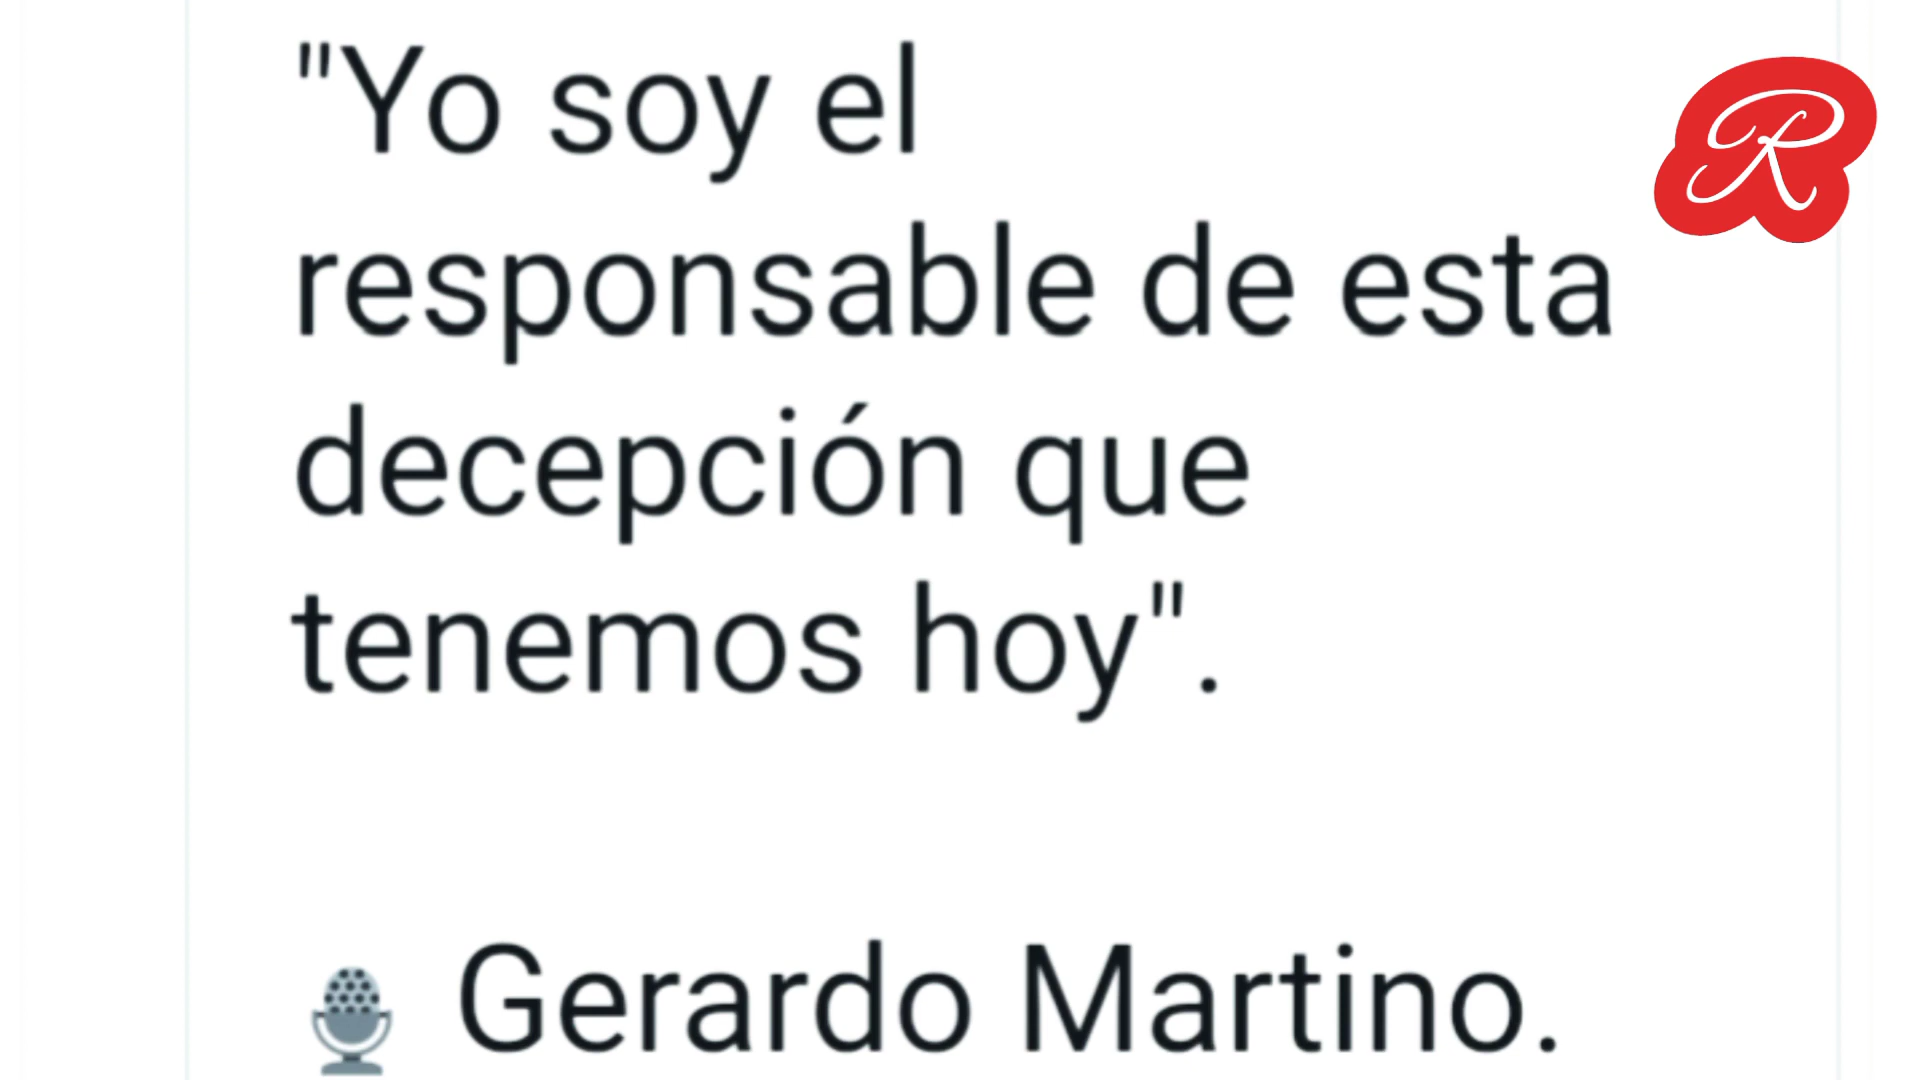 "Yo soy el
R
responsable de esta
decepción que
tenemos hoy".
🎙 Gerardo Martino.